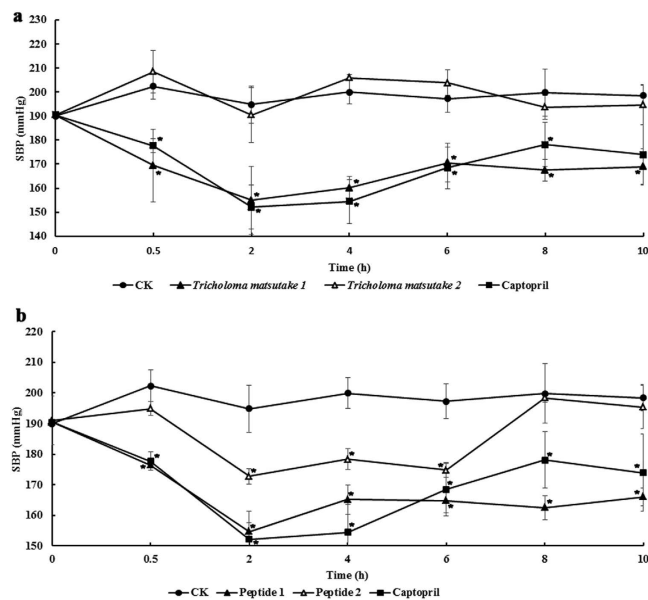 a
220
210
200
190
180
170
160
150
140
SBP (mmHg)
0 0.5 2 4 6 8 10
Time (h)
CK Tricholoma matsutake 1 Tricholoma matsutake 2 Captopril
b
220
210
200
190
180
170
160
150
SBP (mmHg)
0 0.5 2 4 6 8 10
Time (h)
CK Peptide 1 Peptide 2 Captopril